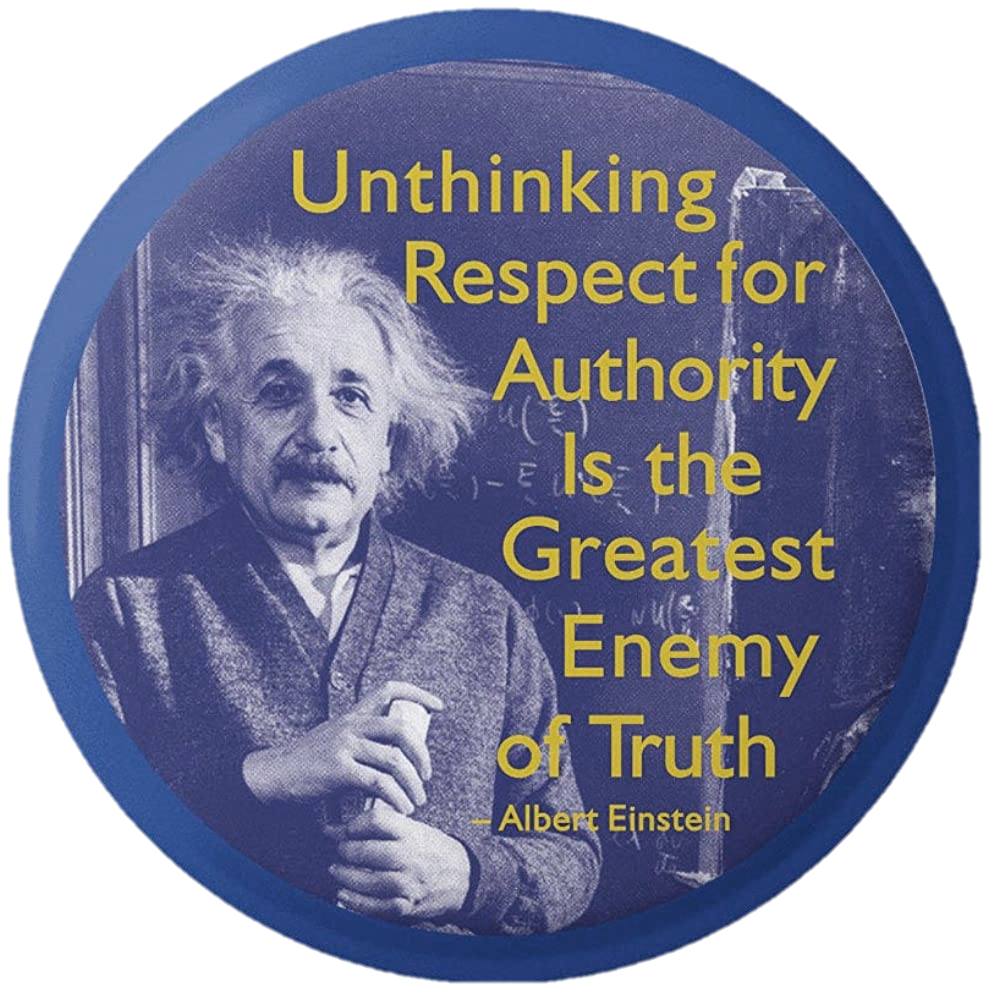 Unthinking
Respect for
Authority
Is the
Greatest
Enemy
of Truth
– Albert Einstein